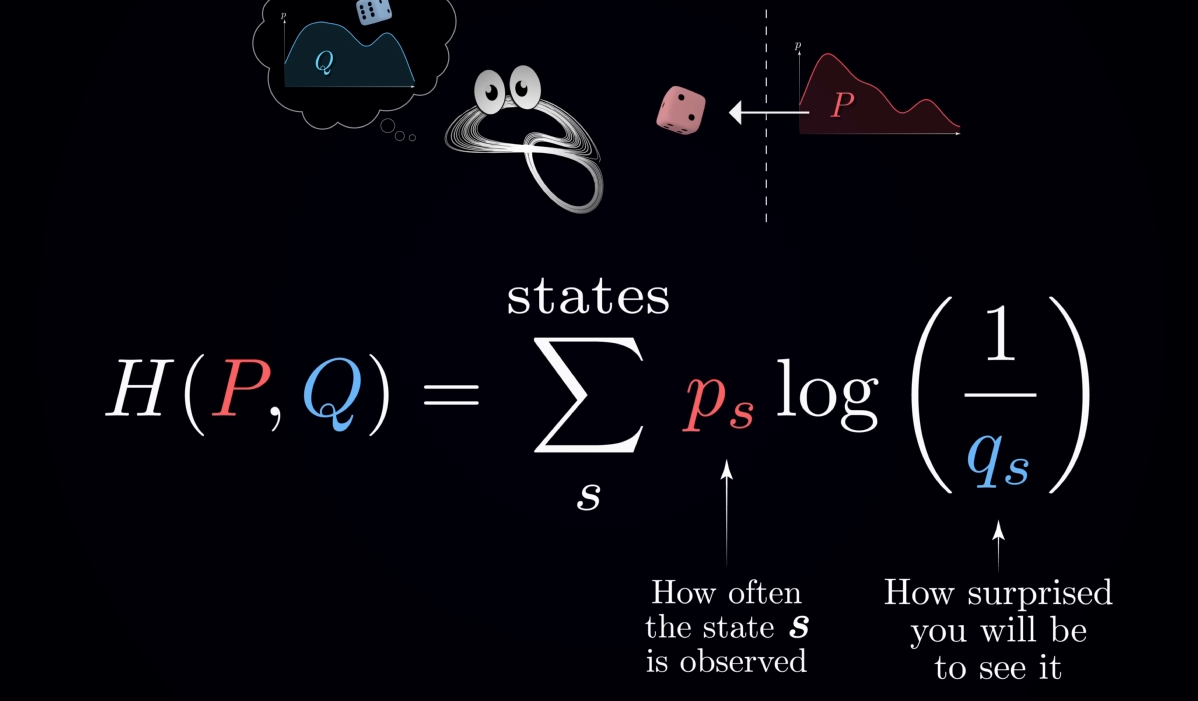 p
Q
p
P
states
H(P, Q) = ∑ p_s log (1/q_s)
s
How often
the state s
is observed
How surprised
you will be
to see it